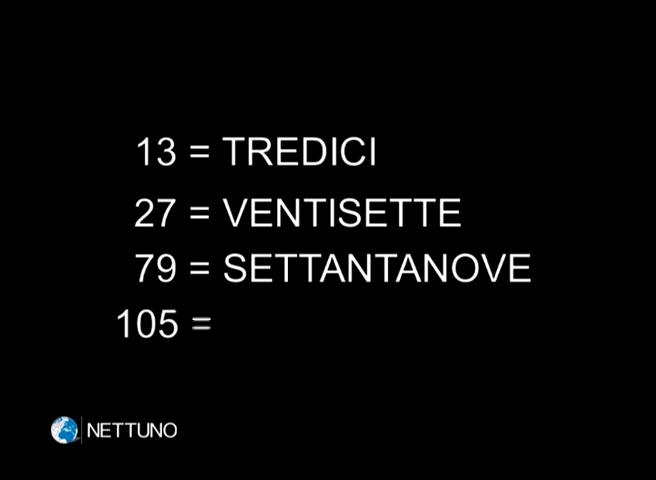 13 = TREDICI
27 = VENTISETTE
79 = SETTANTANOVE
105 =
NETTUNO